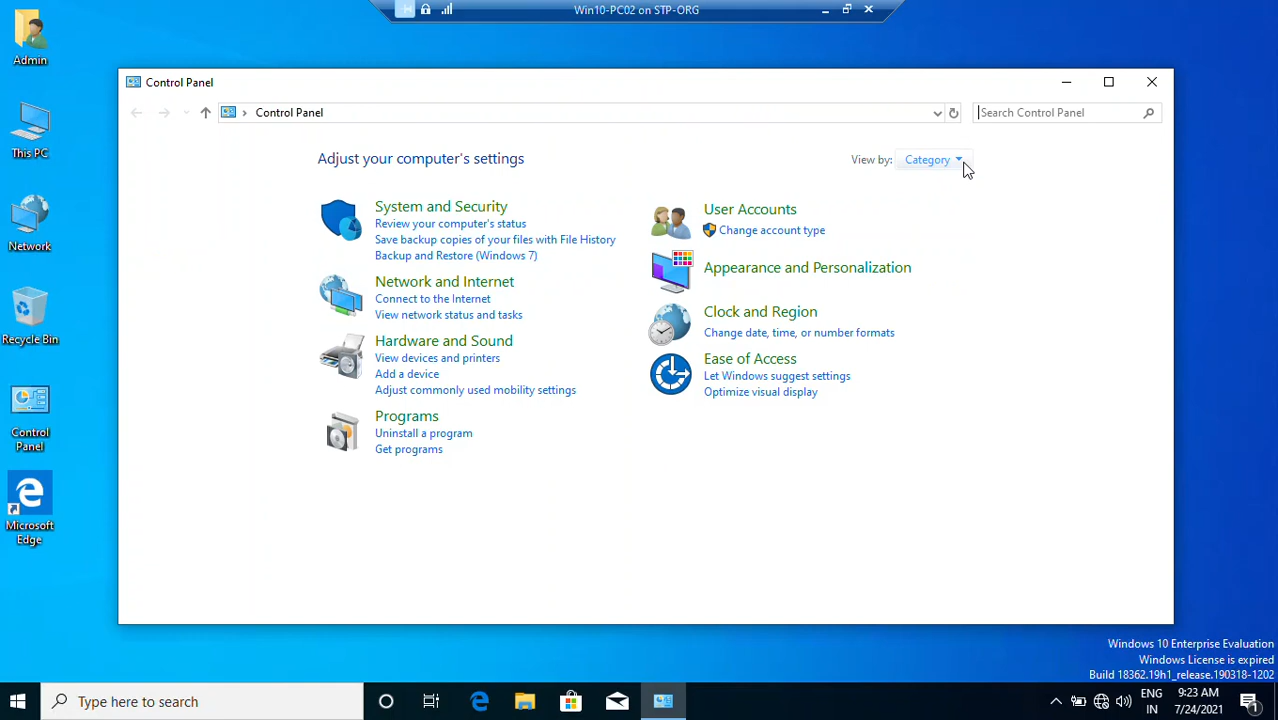 Win10-PC02 on STP-ORG
Admin
This PC
Network
Recycle Bin
Control
Panel
Microsoft
Edge
Control Panel
Control Panel
Search Control Panel
Adjust your computer's settings
View by: Category
System and Security
Review your computer's status
Save backup copies of your files with File History
Backup and Restore (Windows 7)
Network and Internet
Connect to the Internet
View network status and tasks
Hardware and Sound
View devices and printers
Add a device
Adjust commonly used mobility settings
Programs
Uninstall a program
Get programs
User Accounts
Change account type
Appearance and Personalization
Clock and Region
Change date, time, or number formats
Ease of Access
Let Windows suggest settings
Optimize visual display
Windows 10 Enterprise Evaluation
Windows License is expired
Build 18362.19h1_release.190318-1202
Type here to search
ENG
IN
9:23 AM
7/24/2021
1